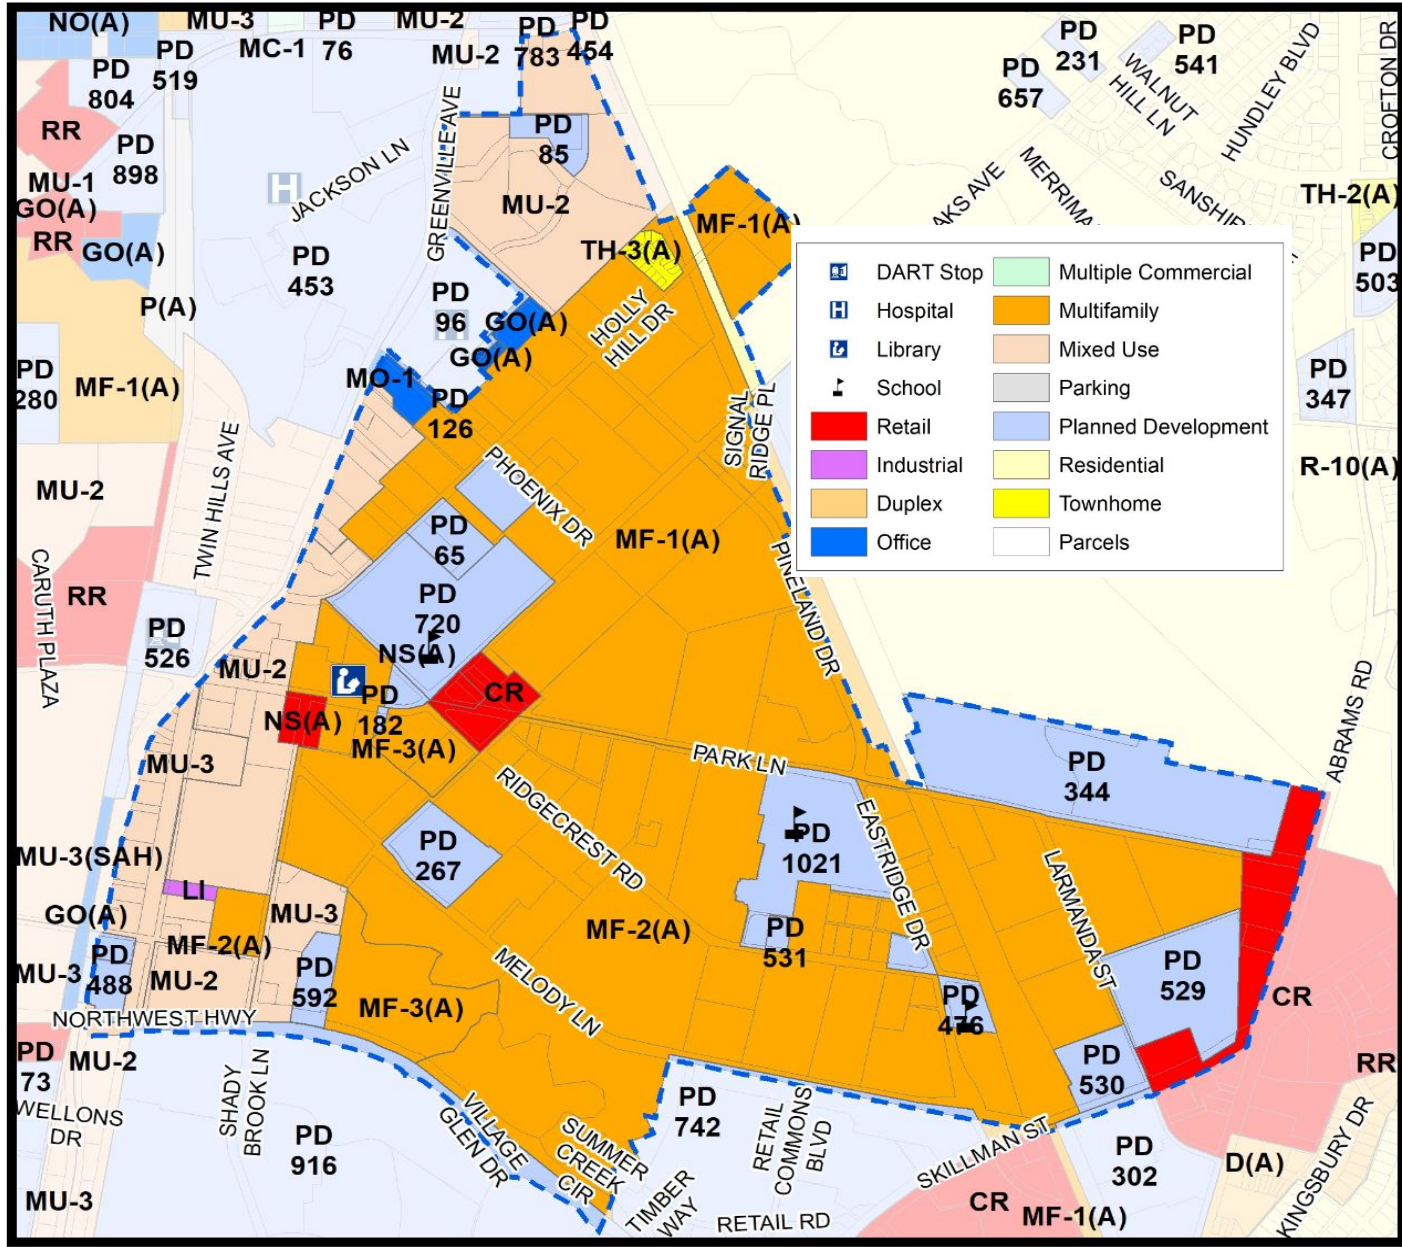 NO(A)
MU-3
PD
76
MU-2
PD
783
PD
454
MC-1
PD
519
MU-2
PD
804
PD
231
PD
541
PD
657
WALNUT
HILL LN
HUNDLEY BLVD
CROFTON DR
RR
PD
898
JACKSON LN
GREENVILLE AVE
PD
85
MU-1
GO(A)
RR
GO(A)
MU-2
TH-3(A)
MF-1(A)
AKS AVE
MERRIMA
SANSHIR
TH-2(A)
PD
503
PD
453
P(A)
PD
96
GO(A)
GO(A)
HOLLY
HILL DR
DART Stop
Hospital
Library
School
Retail
Industrial
Duplex
Office
Multiple Commercial
Multifamily
Mixed Use
Parking
Planned Development
Residential
Townhome
Parcels
PD
280
MF-1(A)
MO-1
PD
126
PD
347
SIGNAL
RIDGE PL
R-10(A)
MU-2
TWIN HILLS AVE
PHOENIX DR
PD
65
MF-1(A)
CARUTH PLAZA
RR
PD
720
PINELAND DR
PD
526
NS(A)
MU-2
PD
182
CR
NS(A)
MF-3(A)
ABRAMS RD
MU-3
PARK LN
PD
344
RIDGECREST RD
PD
267
PD
1021
EASTRIDGE DR
LARMANDA ST
MU-3(SAH)
LI
GO(A)
MU-3
MF-2(A)
MF-2(A)
PD
531
PD
488
MU-3
MU-2
PD
592
MF-3(A)
MELODY LN
PD
476
PD
529
CR
NORTHWEST HWY
PD
73
MU-2
PD
530
RR
WELLONS
DR
SHADY
BROOK LN
PD
916
VILLAGE
GLEN DR
SUMMER
CREEK
CIR
PD
742
RETAIL
COMMONS
BLVD
SKILLMAN ST
PD
302
D(A)
KINGSBURY DR
MU-3
TIMBER
WAY
RETAIL RD
CR
MF-1(A)